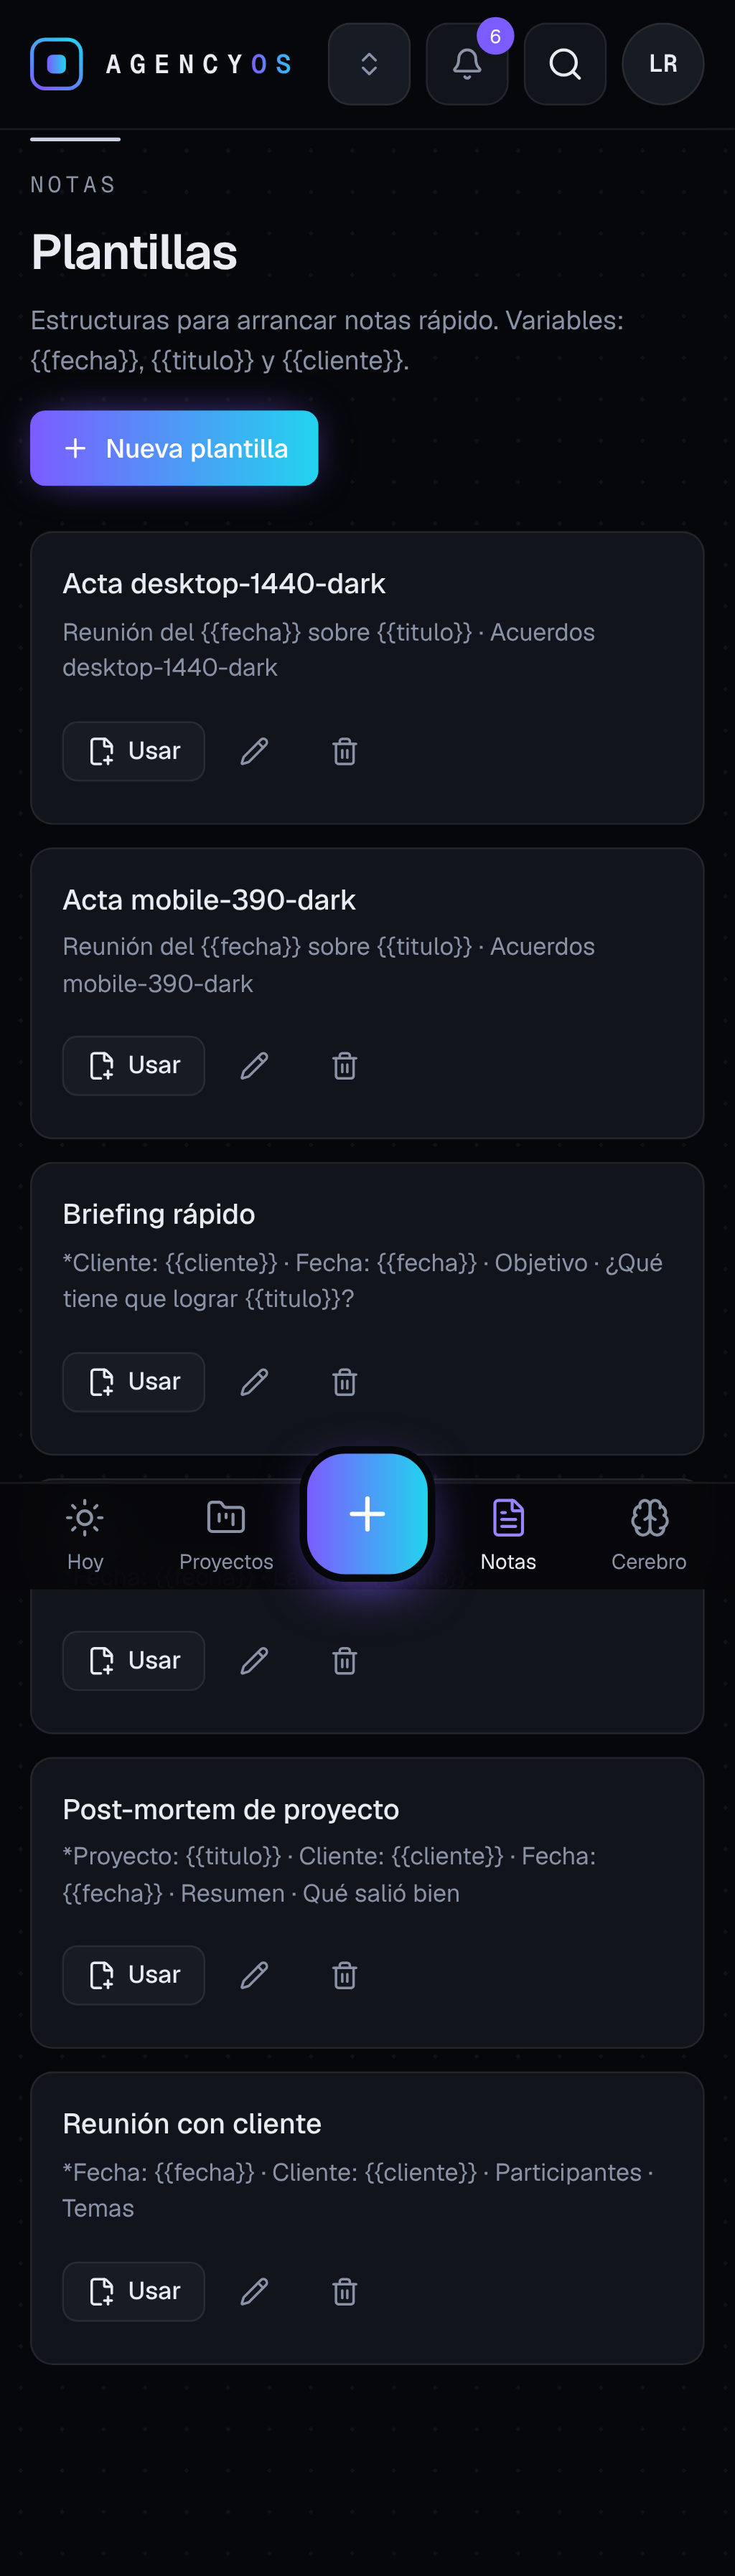 AGENCYOS
6
LR
NOTAS
Plantillas
Estructuras para arrancar notas rápido. Variables:
{{fecha}}, {{titulo}} y {{cliente}}.
Nueva plantilla
Acta desktop-1440-dark
Reunión del {{fecha}} sobre {{titulo}} · Acuerdos
desktop-1440-dark
Usar
Acta mobile-390-dark
Reunión del {{fecha}} sobre {{titulo}} · Acuerdos
mobile-390-dark
Usar
Briefing rápido
*Cliente: {{cliente}} · Fecha: {{fecha}} · Objetivo · ¿Qué
tiene que lograr {{titulo}}?
Usar
Hoy
Proyectos
Notas
Cerebro
Usar
Post-mortem de proyecto
*Proyecto: {{titulo}} · Cliente: {{cliente}} · Fecha:
{{fecha}} · Resumen · Qué salió bien
Usar
Reunión con cliente
*Fecha: {{fecha}} · Cliente: {{cliente}} · Participantes ·
Temas
Usar